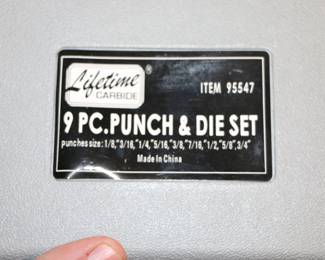 Lifetime®
CARBIDE
ITEM 95547
9 PC.PUNCH & DIE SET
punches size:1/8,"3/16,"1/4,"5/16,"3/8,"7/16,"1/2,"5/8",3/4"
Made In China